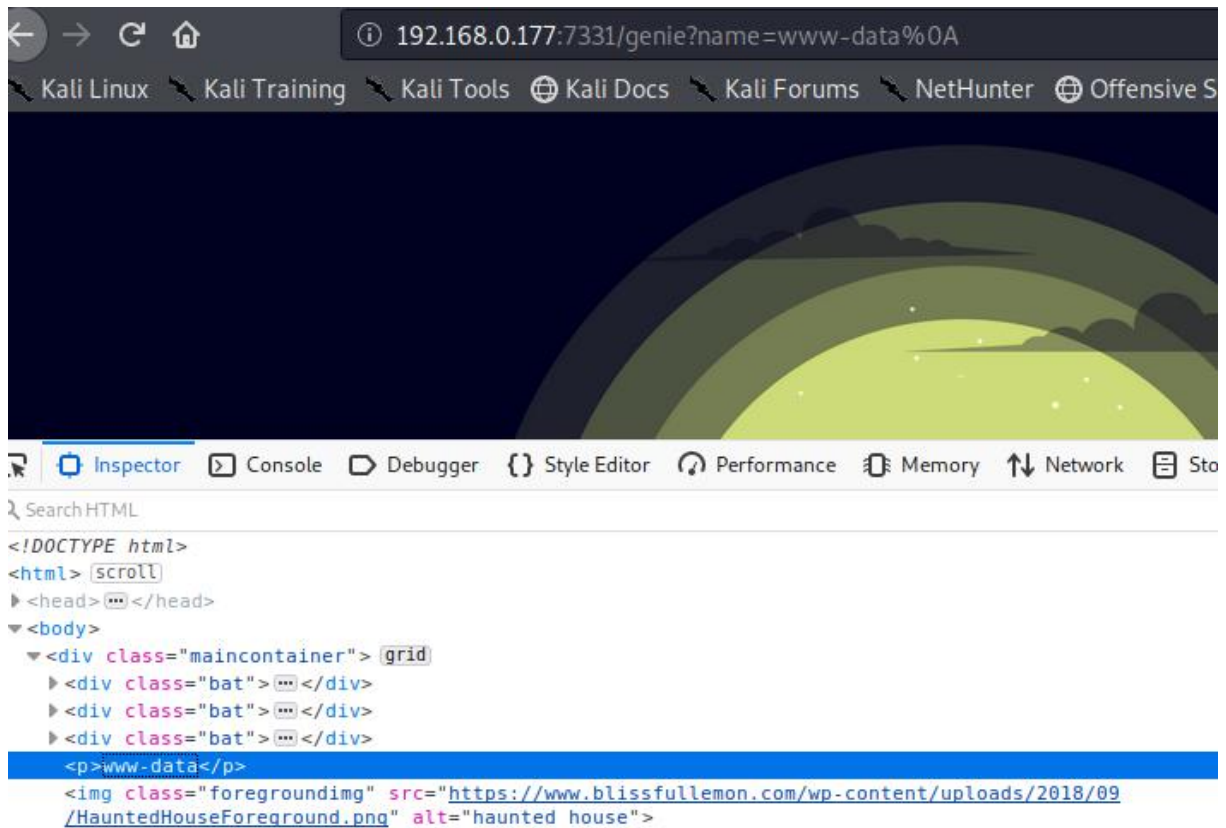 192.168.0.177:7331/genie?name=www-data%0A
Kali Linux Kali Training Kali Tools Kali Docs Kali Forums NetHunter Offensive S
Inspector Console Debugger {} Style Editor Performance Memory Network Sto
Search HTML
<!DOCTYPE html>
<html> scroll
<head> ••• </head>
<body>
<div class="maincontainer"> grid
<div class="bat"> ••• </div>
<div class="bat"> ••• </div>
<div class="bat"> ••• </div>
<p>www-data</p>
<img class="foregroundimg" src="https://www.blissfullemon.com/wp-content/uploads/2018/09
/HauntedHouseForeground.png" alt="haunted house">